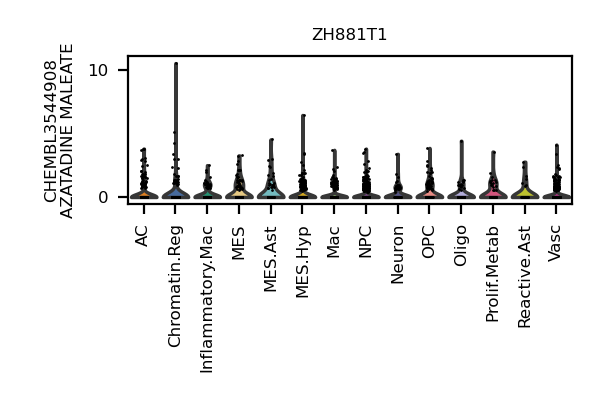 ZH881T1
CHEMBL3544908
AZATADINE MALEATE
10
0
AC
Chromatin.Reg
Inflammatory.Mac
MES
MES.Ast
MES.Hyp
Mac
NPC
Neuron
OPC
Oligo
Prolif.Metab
Reactive.Ast
Vasc